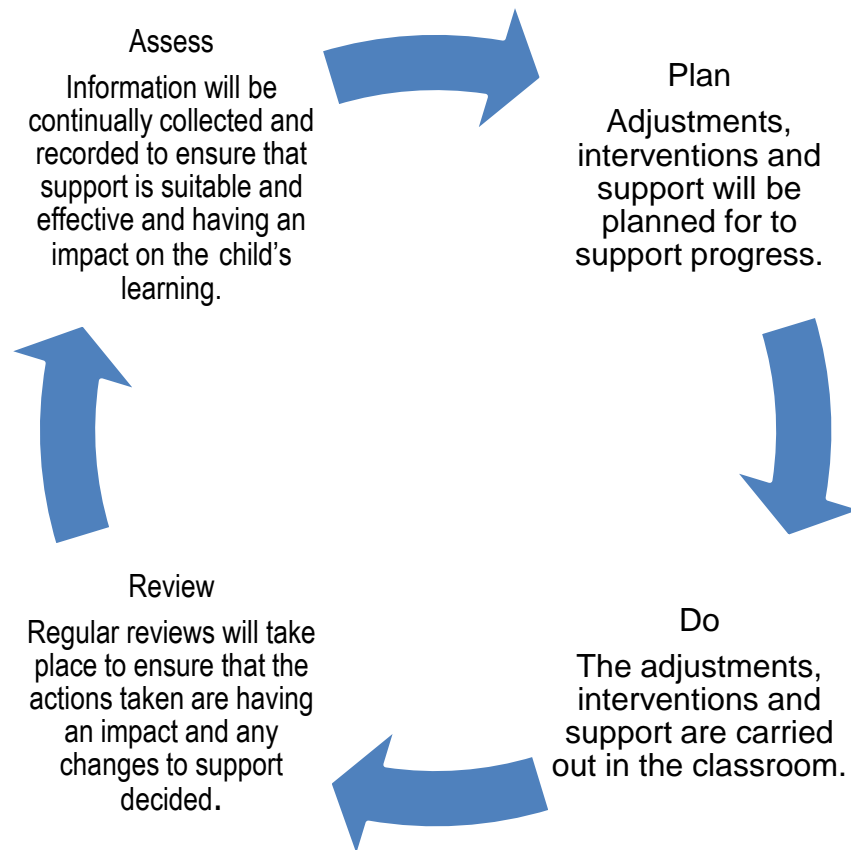 Assess
Information will be
continually collected and
recorded to ensure that
support is suitable and
effective and having an
impact on the child's
learning.
Plan
Adjustments,
interventions and
support will be
planned for to
support progress.
Do
The adjustments,
interventions and
support are carried
out in the classroom.
Review
Regular reviews will take
place to ensure that the
actions taken are having
an impact and any
changes to support
decided.